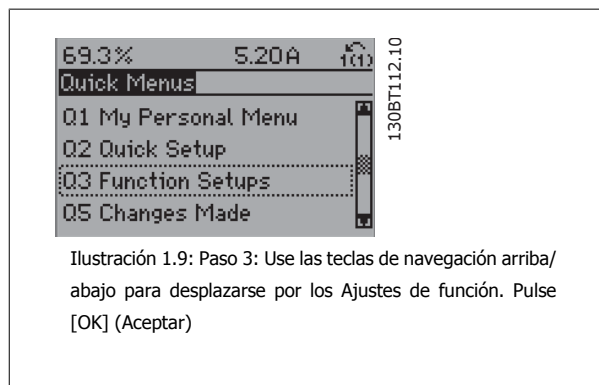 69.3% 5.20A 1(1)
Quick Menus
Q1 My Personal Menu
Q2 Quick Setup
Q3 Function Setups
Q5 Changes Made
130BT112.10
Ilustración 1.9: Paso 3: Use las teclas de navegación arriba/
abajo para desplazarse por los Ajustes de función. Pulse
[OK] (Aceptar)